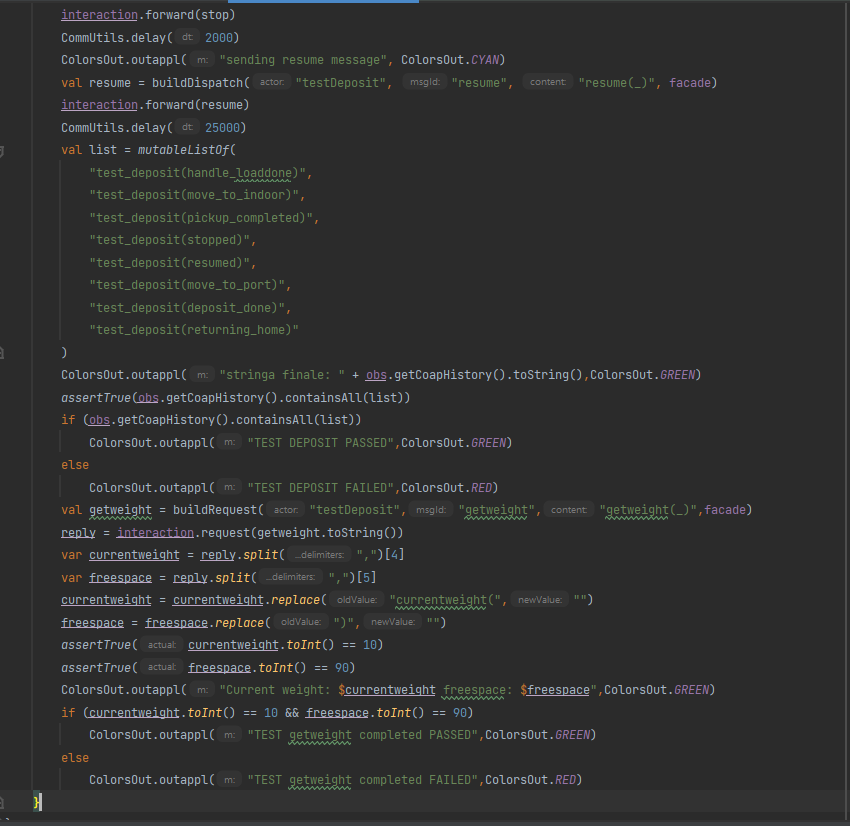 interaction.forward(stop)
CommUtils.delay( dt: 2000)
ColorsOut.outappl( m: "sending resume message", ColorsOut.CYAN)
val resume = buildDispatch( actor: "testDeposit", msgId: "resume", content: "resume(_)", facade)
interaction.forward(resume)
CommUtils.delay( dt: 25000)
val list = mutableListOf(
"test_deposit(handle_loaddone)",
"test_deposit(move_to_indoor)",
"test_deposit(pickup_completed)",
"test_deposit(stopped)",
"test_deposit(resumed)",
"test_deposit(move_to_port)",
"test_deposit(deposit_done)",
"test_deposit(returning_home)"
)
ColorsOut.outappl( m: "stringa finale: " + obs.getCoapHistory().toString(),ColorsOut.GREEN)
assertTrue(obs.getCoapHistory().containsAll(list))
if (obs.getCoapHistory().containsAll(list))
ColorsOut.outappl( m: "TEST DEPOSIT PASSED",ColorsOut.GREEN)
else
ColorsOut.outappl( m: "TEST DEPOSIT FAILED",ColorsOut.RED)
val getweight = buildRequest( actor: "testDeposit", msgId: "getweight", content: "getweight(_)",facade)
reply = interaction.request(getweight.toString())
var currentweight = reply.split( ...delimiters: ",")[4]
var freespace = reply.split( ...delimiters: ",")[5]
currentweight = currentweight.replace( oldValue: "currentweight(", newValue: "")
freespace = freespace.replace( oldValue: ")", newValue: "")
assertTrue( actual: currentweight.toInt() == 10)
assertTrue( actual: freespace.toInt() == 90)
ColorsOut.outappl( m: "Current weight: $currentweight freespace: $freespace",ColorsOut.GREEN)
if (currentweight.toInt() == 10 && freespace.toInt() == 90)
ColorsOut.outappl( m: "TEST getweight completed PASSED",ColorsOut.GREEN)
else
ColorsOut.outappl( m: "TEST getweight completed FAILED",ColorsOut.RED)
}